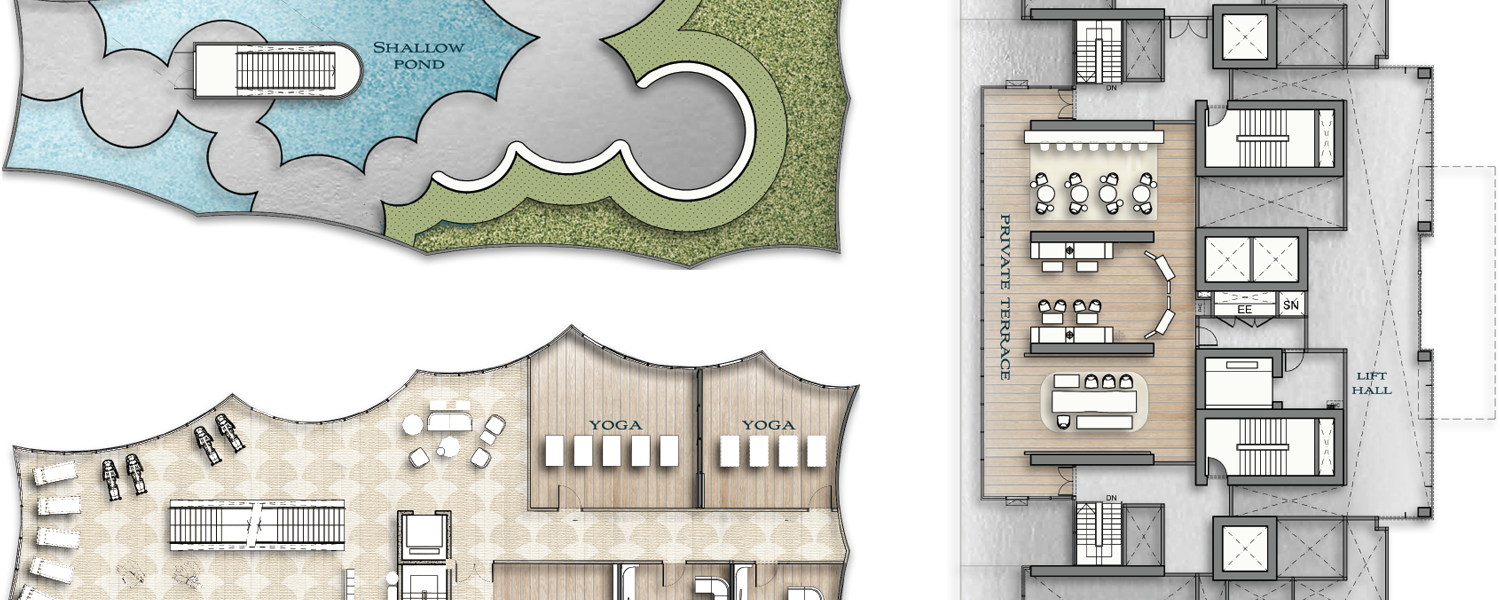 SHALLOW
POND
YOGA
YOGA
DN
PRIVATE TERRACE
EE
SN
LIFT
HALL
DN